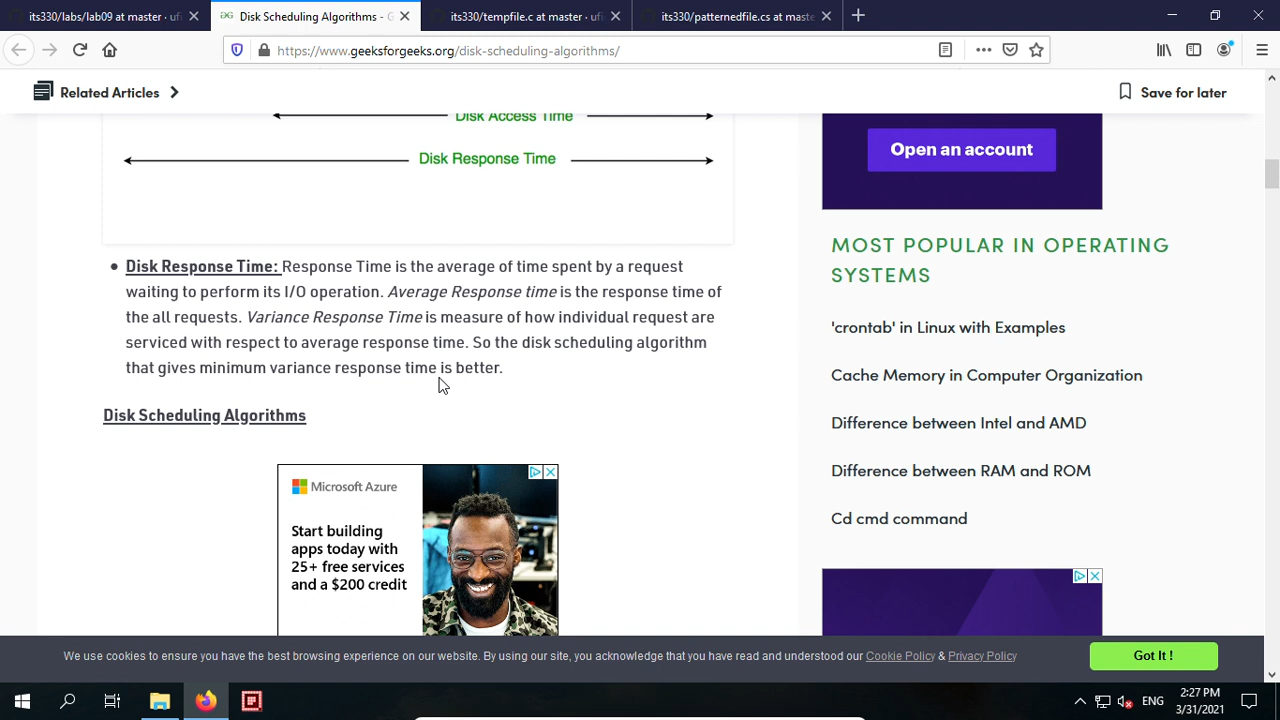 its330/labs/lab09 at master · ufi
Disk Scheduling Algorithms - G
its330/tempfile.c at master · ufi
its330/patternedfile.cs at maste
https://www.geeksforgeeks.org/disk-scheduling-algorithms/
Related Articles
Save for later
Disk Access Time
Disk Response Time
Open an account
Disk Response Time: Response Time is the average of time spent by a request
waiting to perform its I/O operation. Average Response time is the response time of
the all requests. Variance Response Time is measure of how individual request are
serviced with respect to average response time. So the disk scheduling algorithm
that gives minimum variance response time is better.
Disk Scheduling Algorithms
Microsoft Azure
Start building
apps today with
25+ free services
and a $200 credit
MOST POPULAR IN OPERATING
SYSTEMS
'crontab' in Linux with Examples
Cache Memory in Computer Organization
Difference between Intel and AMD
Difference between RAM and ROM
Cd cmd command
We use cookies to ensure you have the best browsing experience on our website. By using our site, you acknowledge that you have read and understood our Cookie Policy & Privacy Policy
Got It !
ENG
2:27 PM
3/31/2021